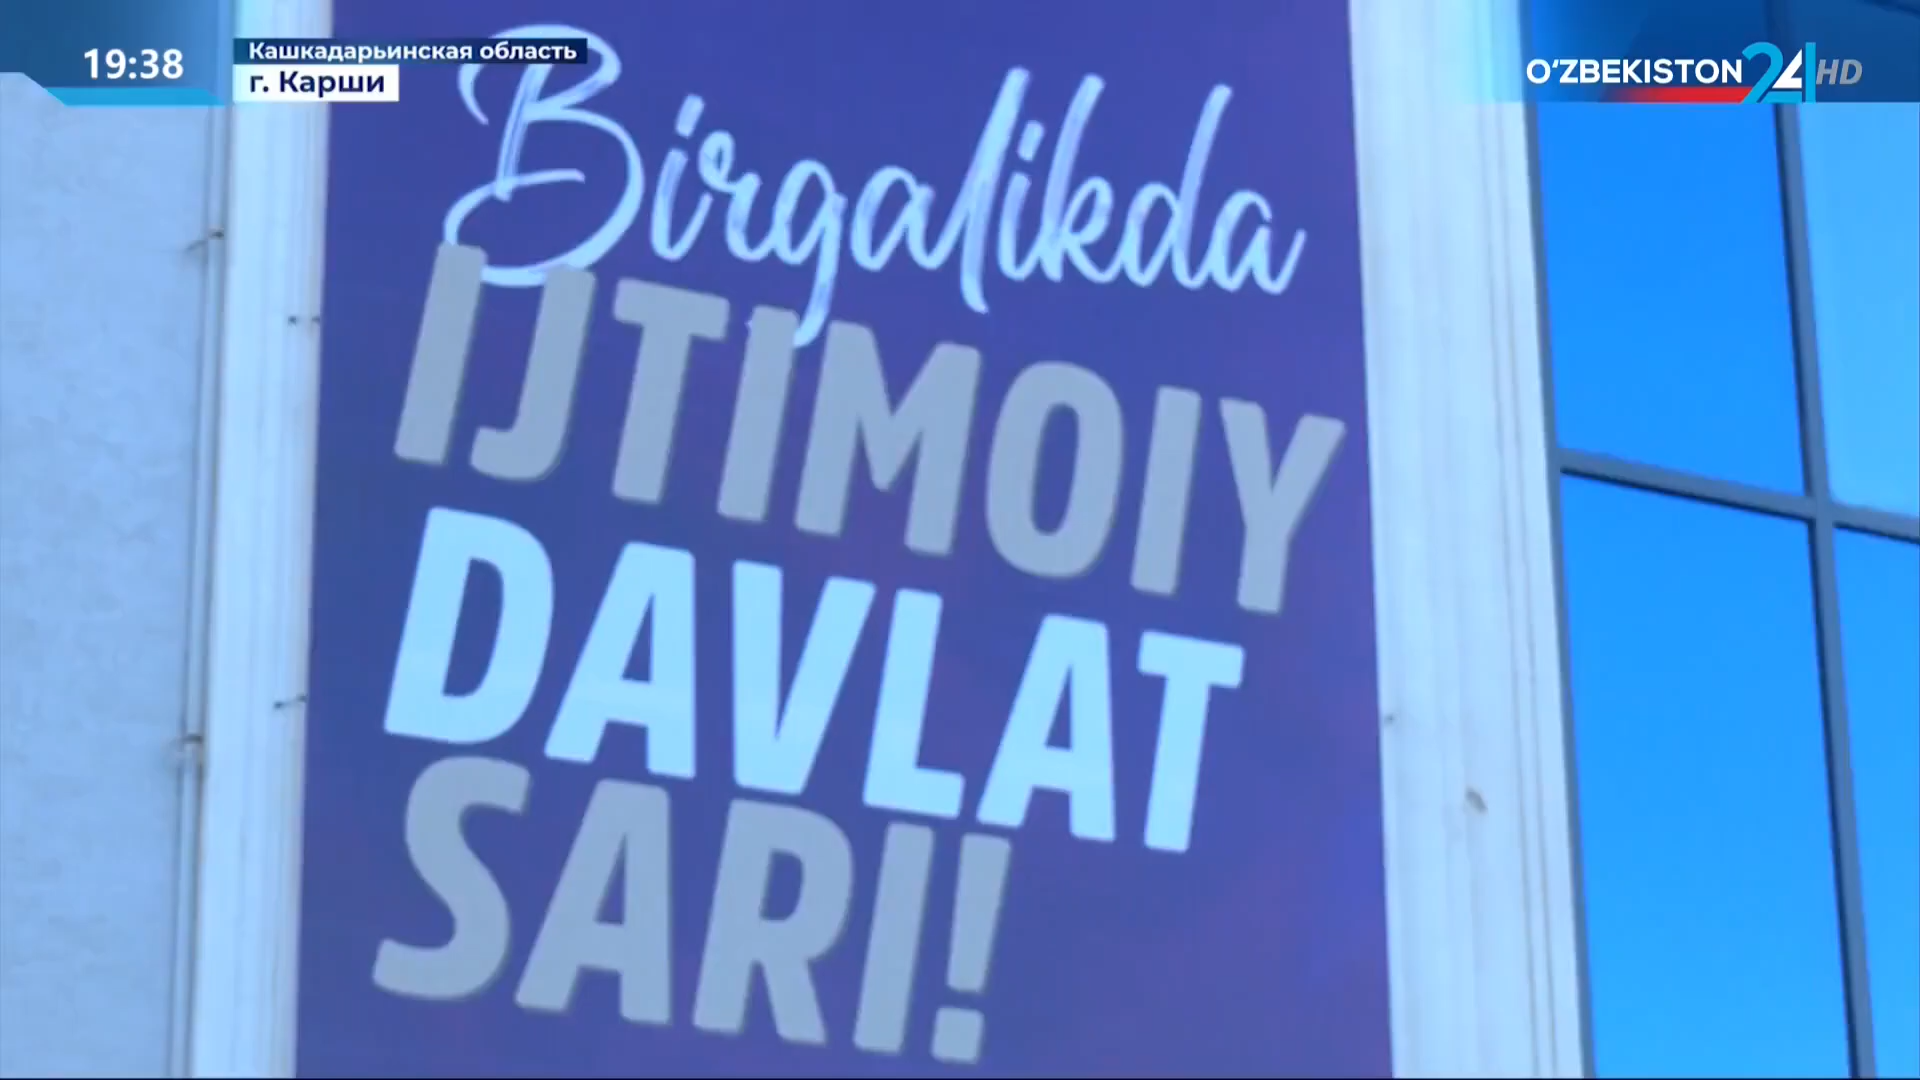 19:38
Кашкадарьинская область
г. Карши
O‘ZBEKISTON 24 HD
Birgalikda
IJTIMOIY
DAVLAT
SARI!